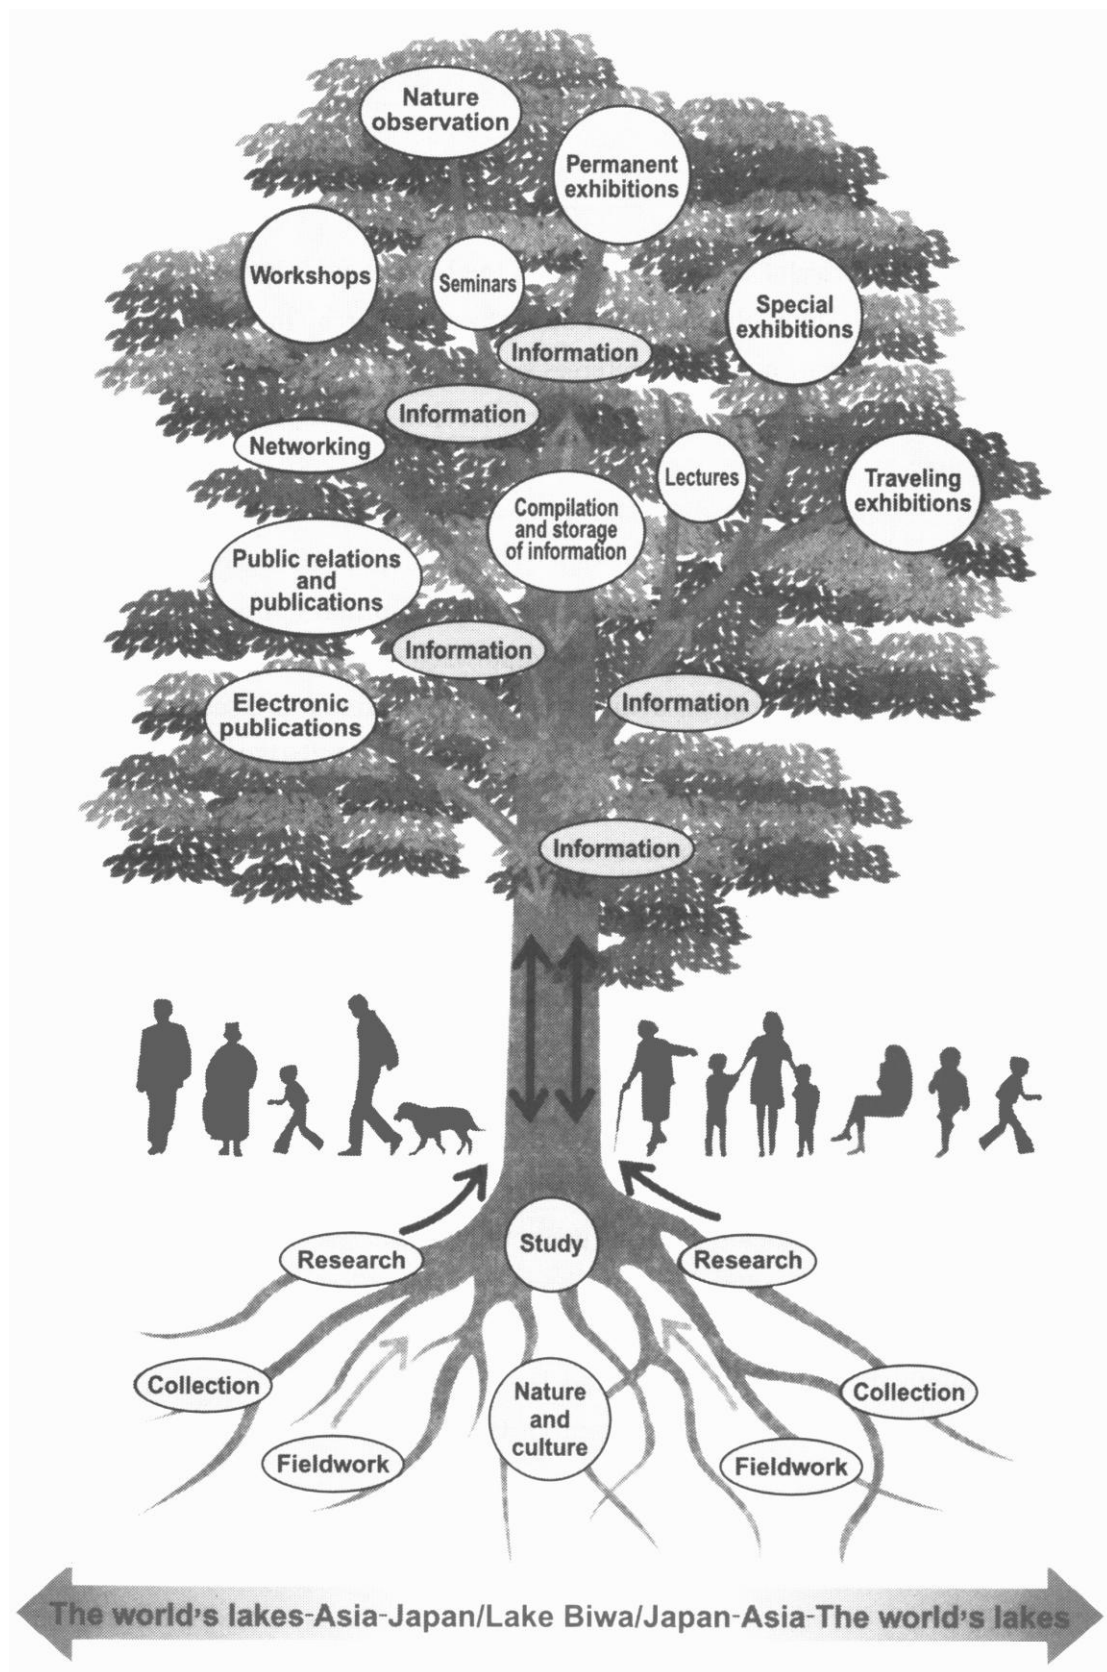 Nature
observation
Permanent
exhibitions
Workshops
Seminars
Special
exhibitions
Information
Information
Networking
Lectures
Traveling
exhibitions
Compilation
and storage
of information
Public relations
and
publications
Information
Electronic
publications
Information
Information
Study
Research
Research
Collection
Nature
and
culture
Collection
Fieldwork
Fieldwork
The world's lakes-Asia-Japan/Lake Biwa/Japan-Asia-The world's lakes